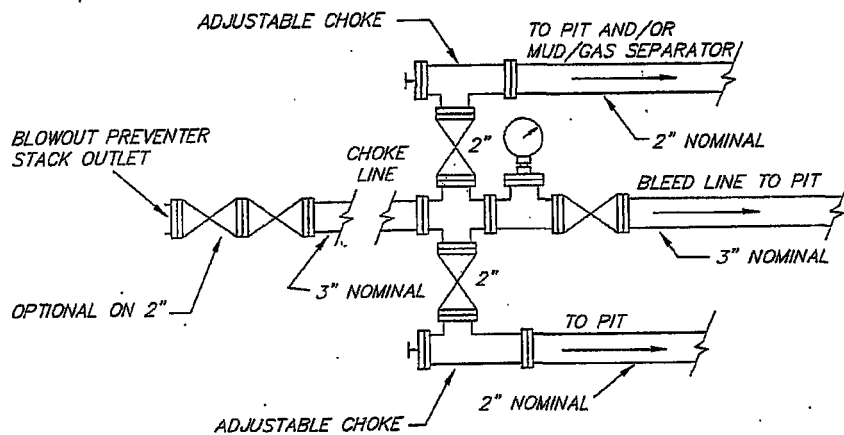 ADJUSTABLE CHOKE
TO PIT AND/OR
MUD/GAS SEPARATOR
2" NOMINAL
BLOWOUT PREVENTER
STACK OUTLET
CHOKE
LINE
2"
BLEED LINE TO PIT
3" NOMINAL
3" NOMINAL
OPTIONAL ON 2"
2"
TO PIT
2" NOMINAL
ADJUSTABLE CHOKE